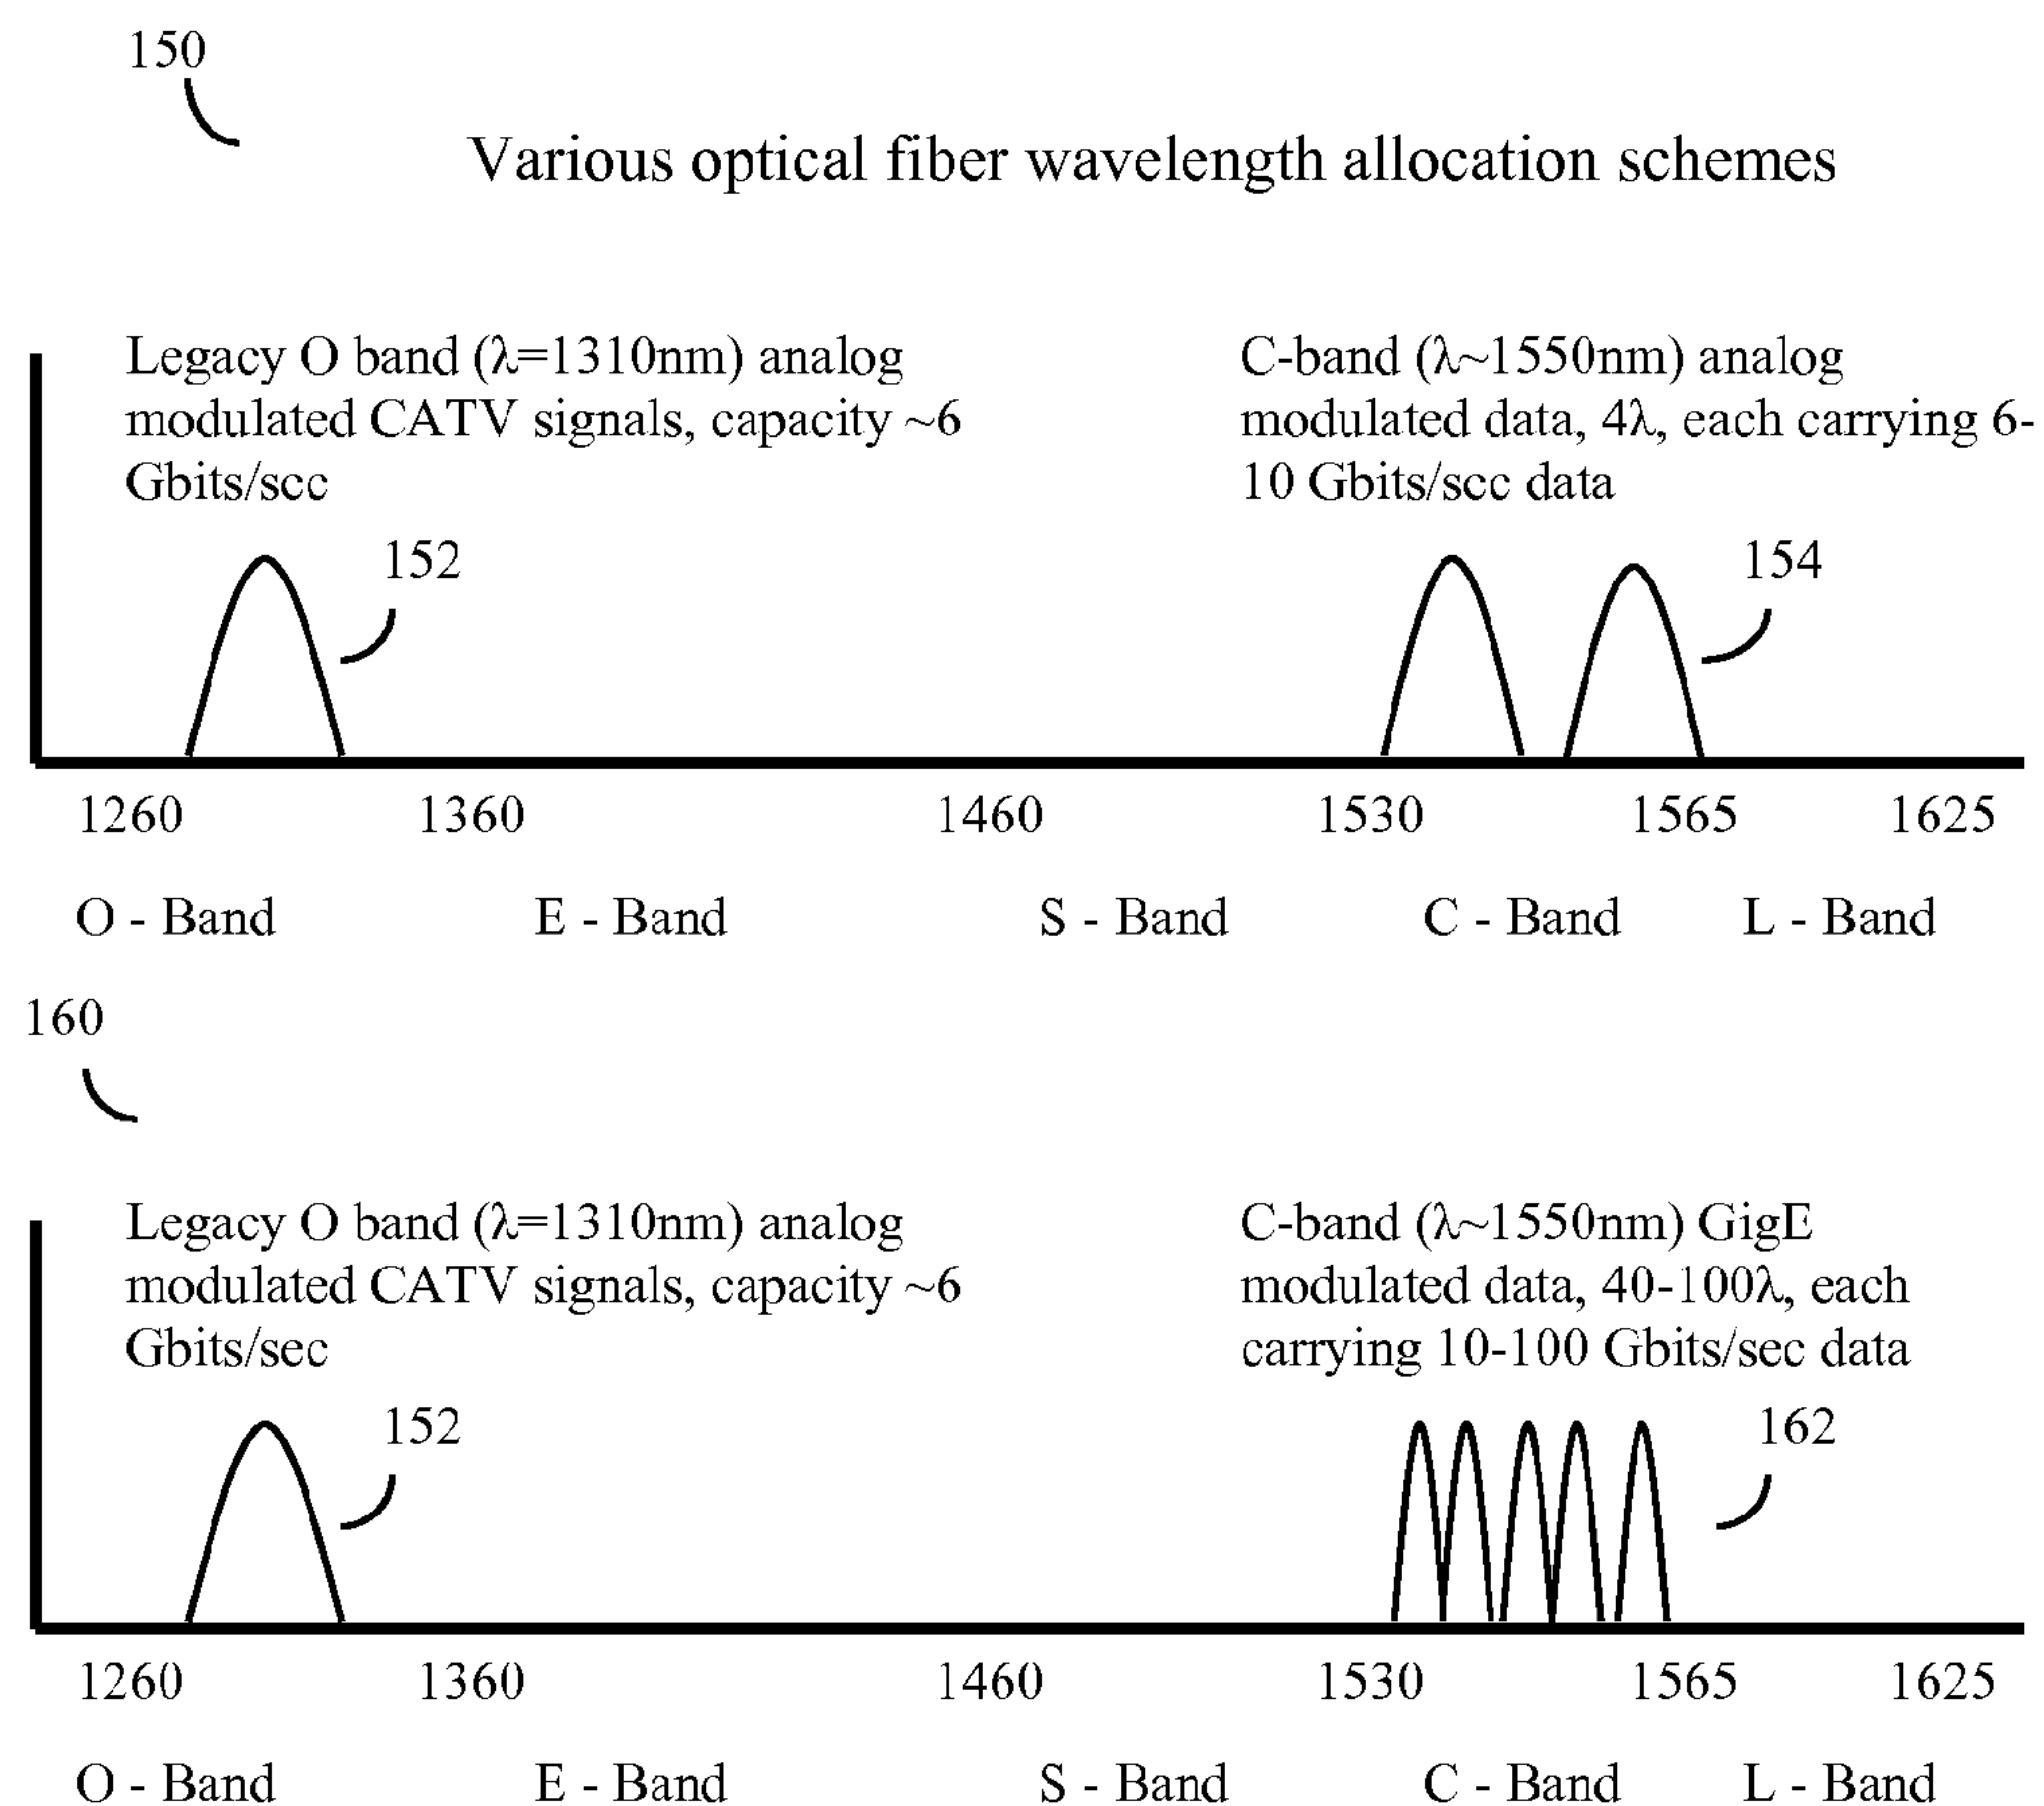 150
Various optical fiber wavelength allocation schemes
Legacy O band (λ=1310nm) analog
modulated CATV signals, capacity ~6
Gbits/scc
C-band (λ~1550nm) analog
modulated data, 4λ, each carrying 6-
10 Gbits/scc data
152
154
1260 1360 1460 1530 1565 1625
O - Band E - Band S - Band C - Band L - Band
160
Legacy O band (λ=1310nm) analog
modulated CATV signals, capacity ~6
Gbits/sec
C-band (λ~1550nm) GigE
modulated data, 40-100λ, each
carrying 10-100 Gbits/sec data
152
162
1260 1360 1460 1530 1565 1625
O - Band E - Band S - Band C - Band L - Band